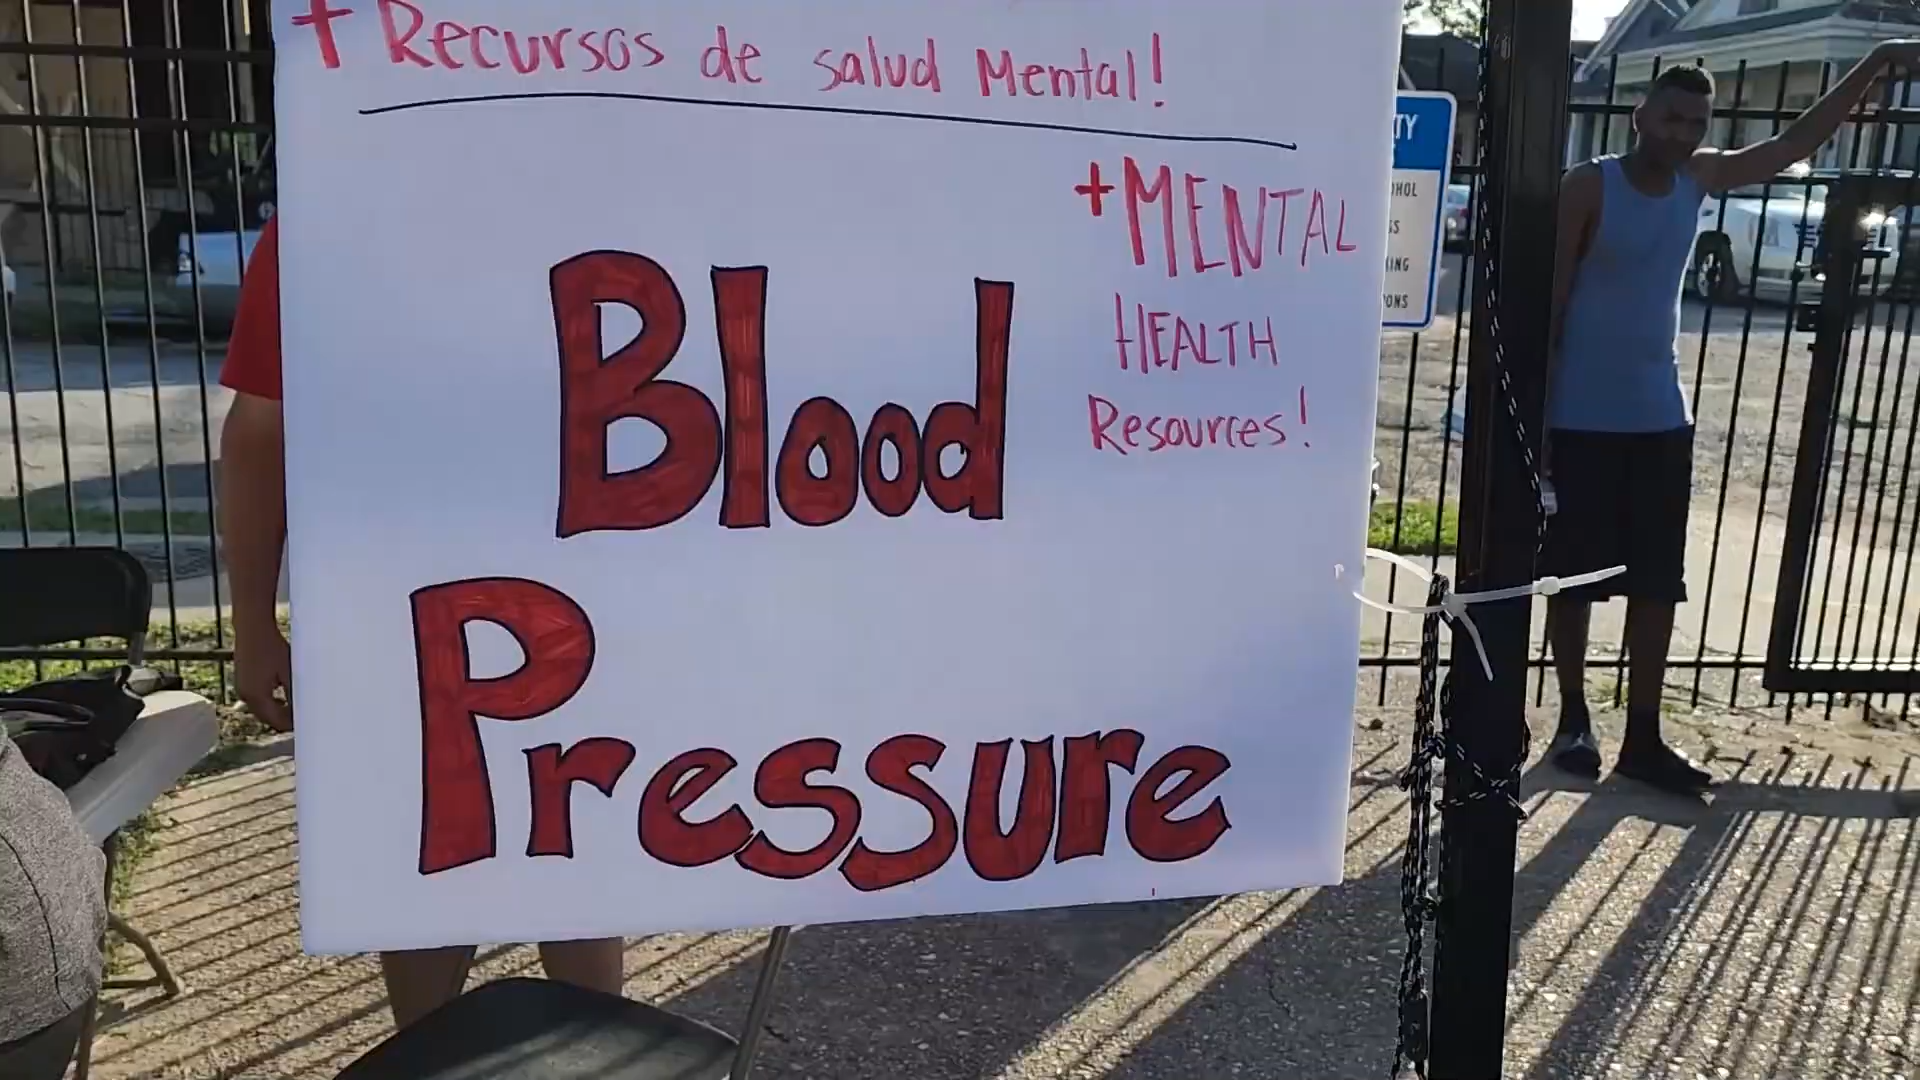 + Recursos de salud Mental!
+ MENTAL
HEALTH
Resources!
Blood
Pressure